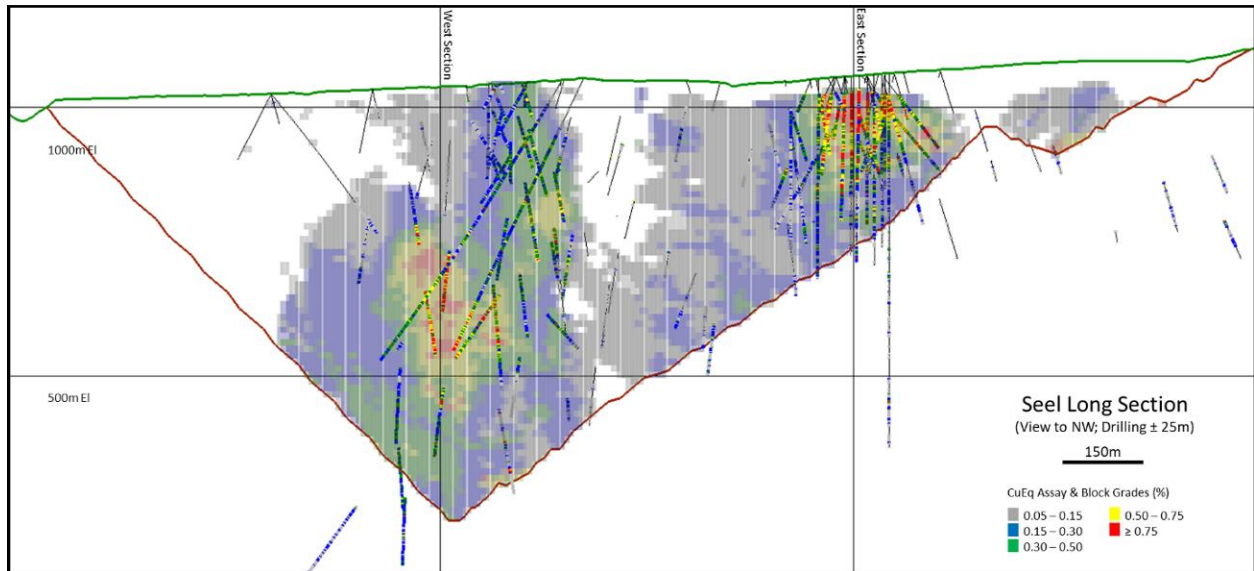 West Section
East Section
1000m El
500m El
Seel Long Section
(View to NW; Drilling ± 25m)
150m
CuEq Assay & Block Grades (%)
0.05 – 0.15
0.50 – 0.75
0.15 – 0.30
≥ 0.75
0.30 – 0.50